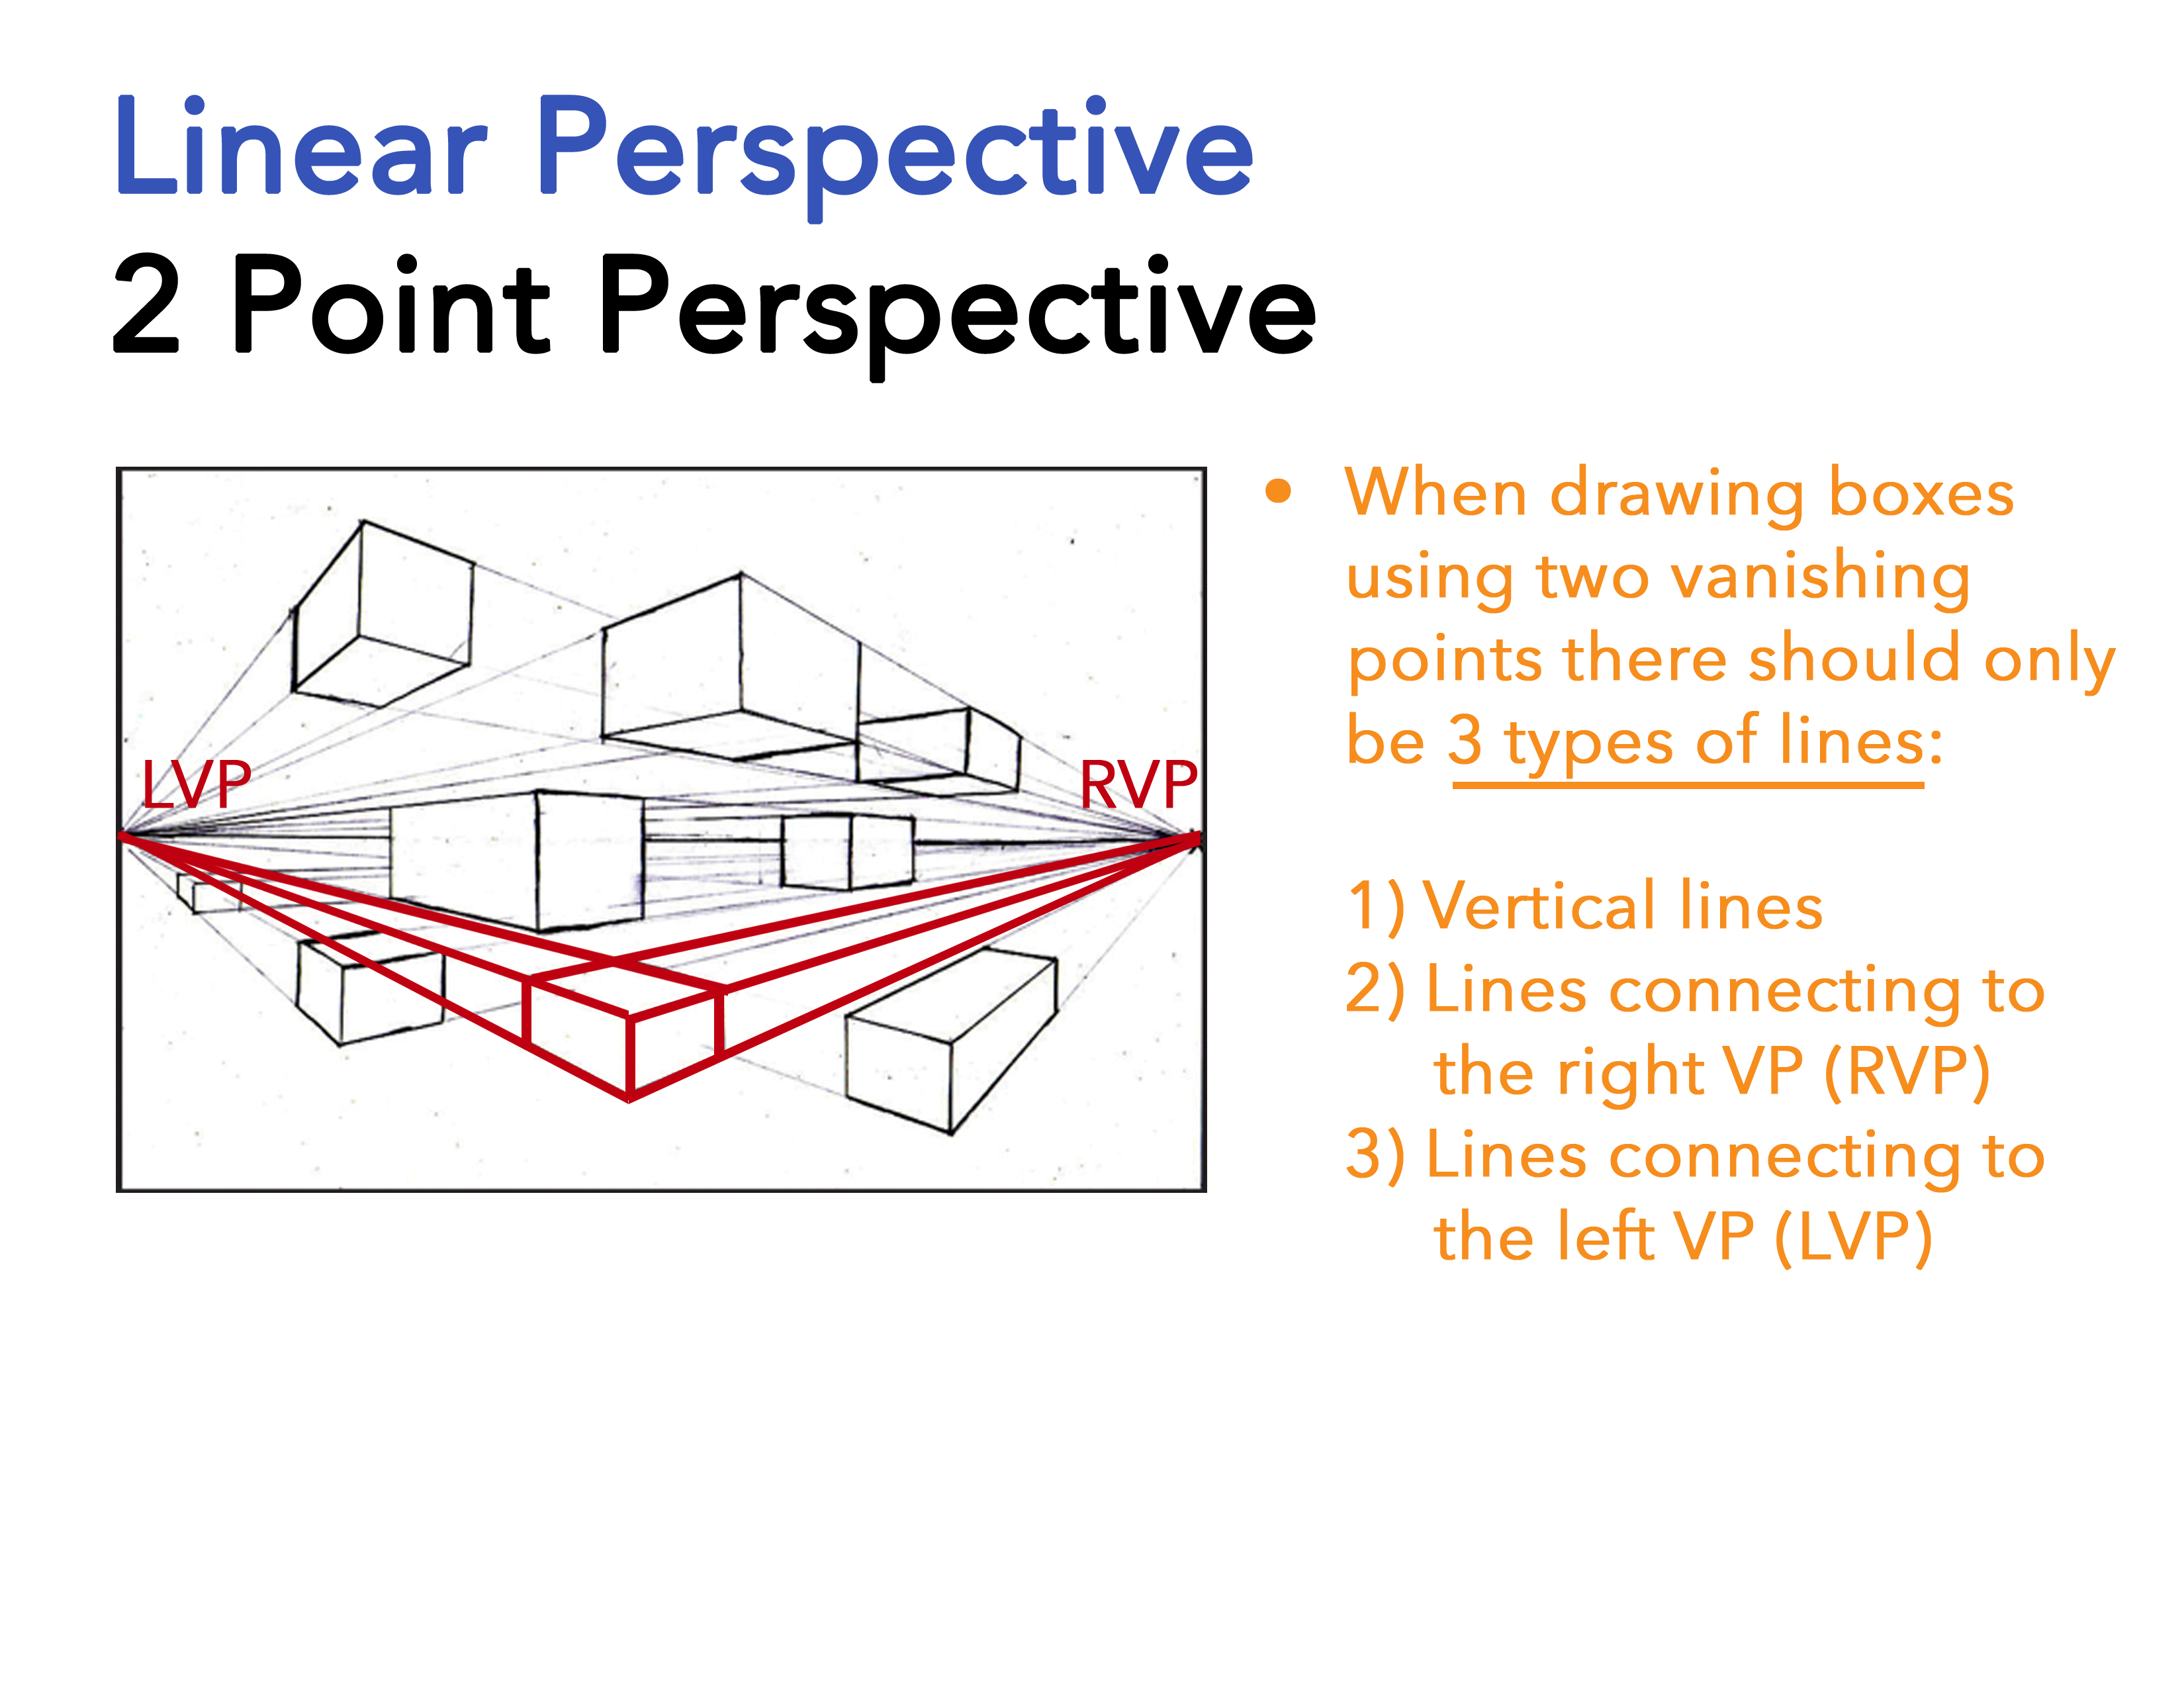 Linear Perspective
2 Point Perspective
LVP
RVP
• When drawing boxes
using two vanishing
points there should only
be 3 types of lines:
1) Vertical lines
2) Lines connecting to
the right VP (RVP)
3) Lines connecting to
the left VP (LVP)